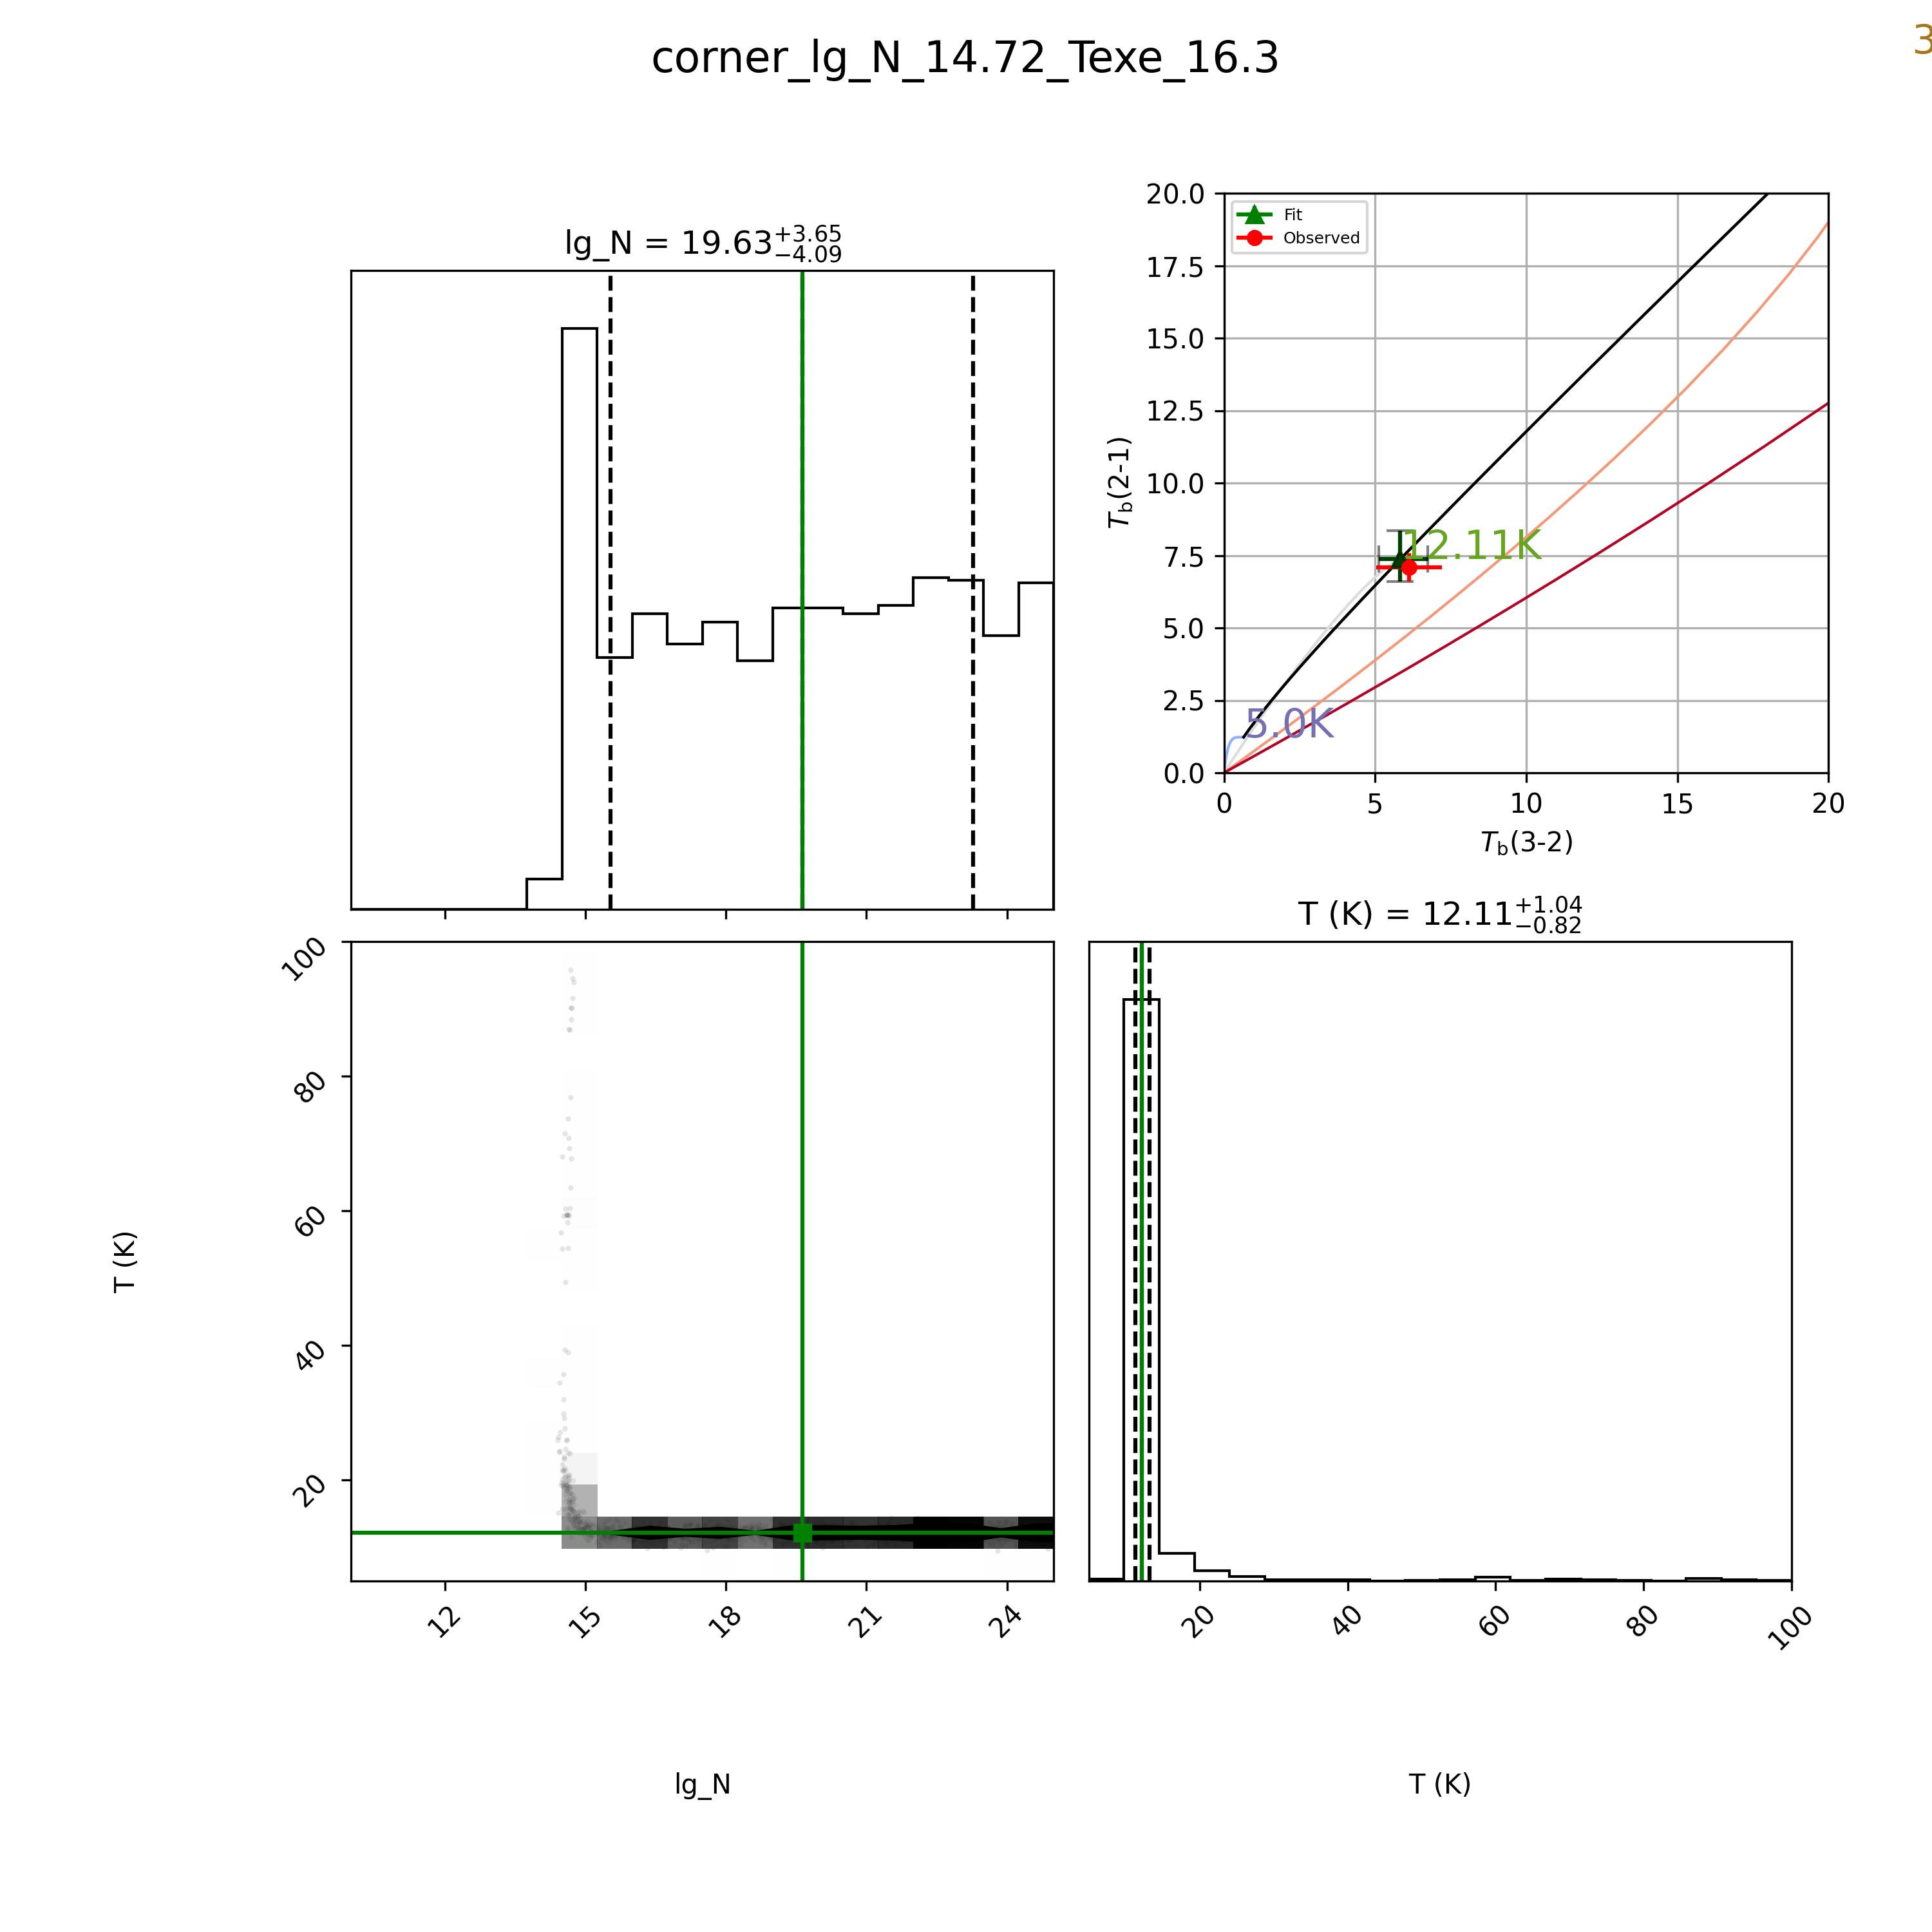 corner_lg_N_14.72_Texe_16.3
3
lg_N = 19.63+3.65−4.09
20.0
17.5
15.0
12.5
10.0
7.5
5.0
2.5
0.0
Tb(2-1)
Fit
Observed
12.11K
5.0K
0 5 10 15 20
Tb(3-2)
T (K) = 12.11+1.04−0.82
100
80
60
40
20
T (K)
12 15 18 21 24
lg_N
20 40 60 80 100
T (K)